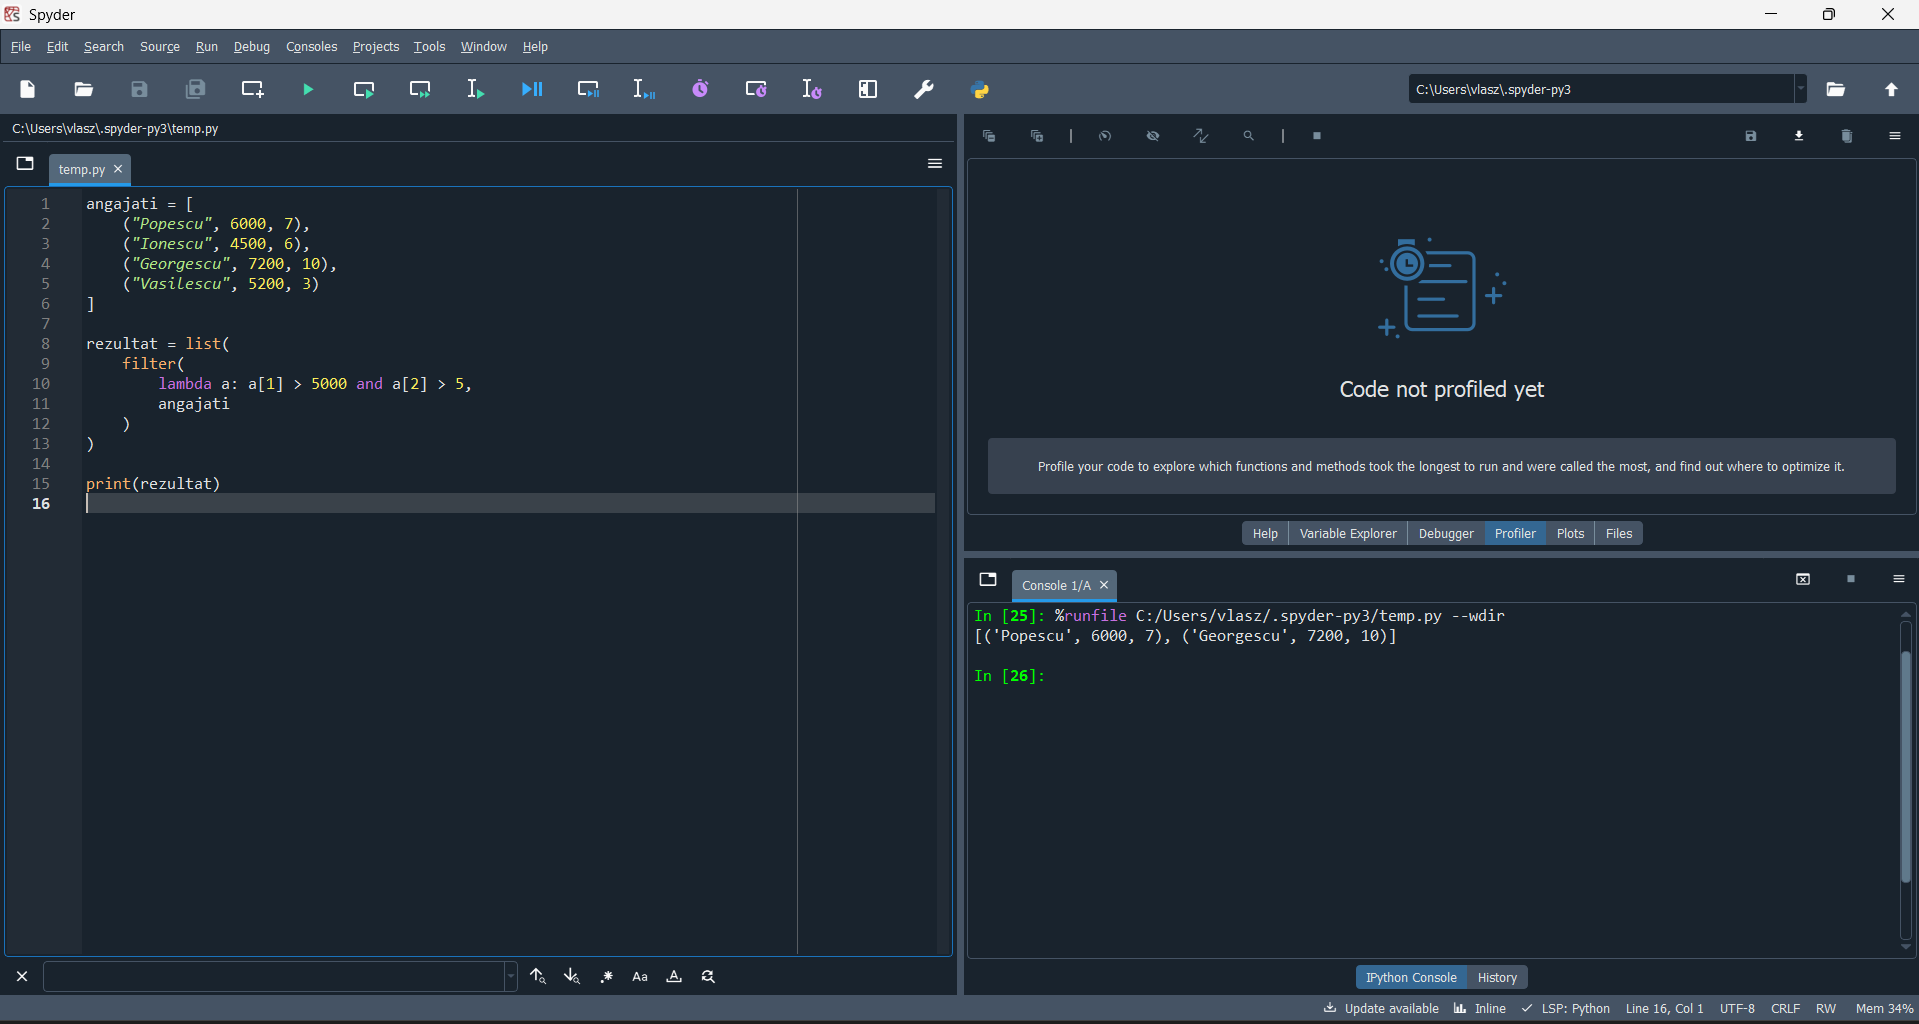 Spyder
File Edit Search Source Run Debug Consoles Projects Tools Window Help
C:\Users\vlasz\.spyder-py3
C:\Users\vlasz\.spyder-py3\temp.py
temp.py
1 angajati = [
2 ("Popescu", 6000, 7),
3 ("Ionescu", 4500, 6),
4 ("Georgescu", 7200, 10),
5 ("Vasilescu", 5200, 3)
6 ]
7
8 rezultat = list(
9 filter(
10 lambda a: a[1] > 5000 and a[2] > 5,
11 angajati
12 )
13 )
14
15 print(rezultat)
16
Code not profiled yet
Profile your code to explore which functions and methods took the longest to run and were called the most, and find out where to optimize it.
Help Variable Explorer Debugger Profiler Plots Files
Console 1/A
In [25]: %runfile C:/Users/vlasz/.spyder-py3/temp.py --wdir
[('Popescu', 6000, 7), ('Georgescu', 7200, 10)]
In [26]:
Aa
IPython Console History
Update available Inline LSP: Python Line 16, Col 1 UTF-8 CRLF RW Mem 34%